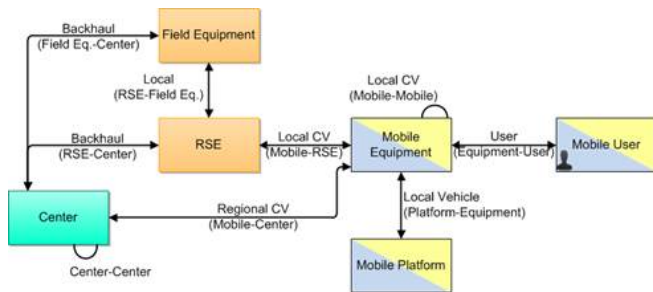 Backhaul
(Field Eq.-Center)
Field Equipment
Local
(RSE-Field Eq.)
Local CV
(Mobile-Mobile)
Backhaul
(RSE-Center)
RSE
Local CV
(Mobile-RSE)
Mobile
Equipment
User
(Equipment-User)
Mobile User
Center
Regional CV
(Mobile-Center)
Local Vehicle
(Platform-Equipment)
Center-Center
Mobile Platform